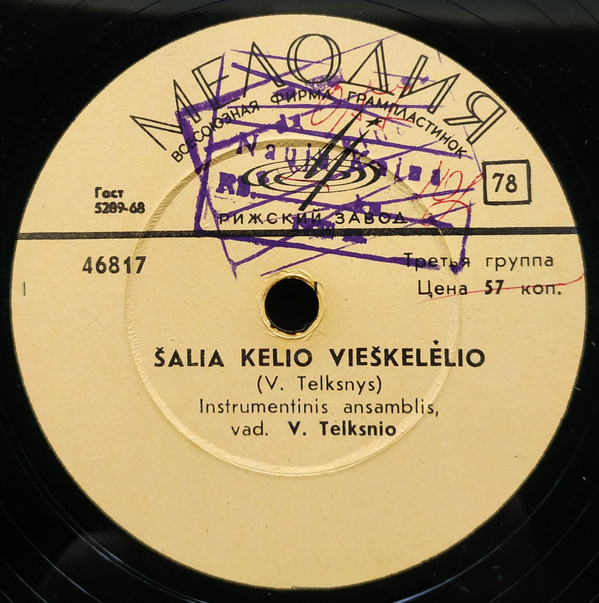 МЕЛОДИЯ
ВСЕСОЮЗНАЯ ФИРМА ГРАМПЛАСТИНОК
78
Гост
5289-68
РИЖСКИЙ ЗАВОД
46817
Третья группа
Цена 57 коп.
ŠALIA KELIO VIEŠKELĖLIO
(V. Telksnys)
Instrumentinis ansamblis,
vad. V. Telksnio